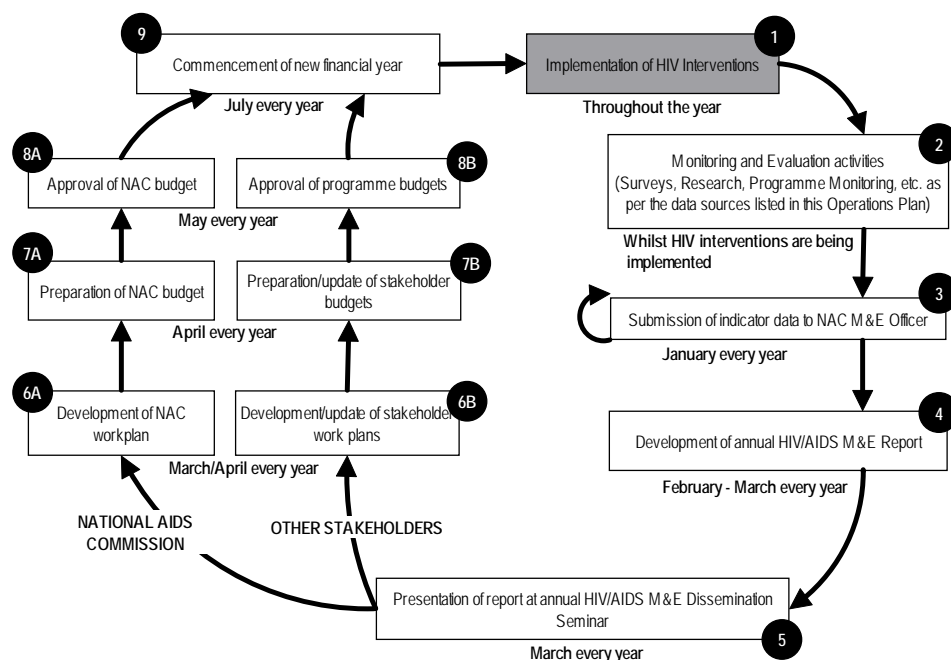 9
Commencement of new financial year
July every year
1
Implementation of HIV Interventions
Throughout the year
2
Monitoring and Evaluation activities
(Surveys, Research, Programme Monitoring, etc. as
per the data sources listed in this Operations Plan)
Whilst HIV interventions are being
implemented
3
Submission of indicator data to NAC M&E Officer
January every year
4
Development of annual HIV/AIDS M&E Report
February - March every year
5
Presentation of report at annual HIV/AIDS M&E Dissemination
Seminar
March every year
NATIONAL AIDS
COMMISSION
OTHER STAKEHOLDERS
6A
Development of NAC
workplan
6B
Development/update of stakeholder
work plans
March/April every year
7A
Preparation of NAC budget
7B
Preparation/update of stakeholder
budgets
April every year
8A
Approval of NAC budget
8B
Approval of programme budgets
May every year